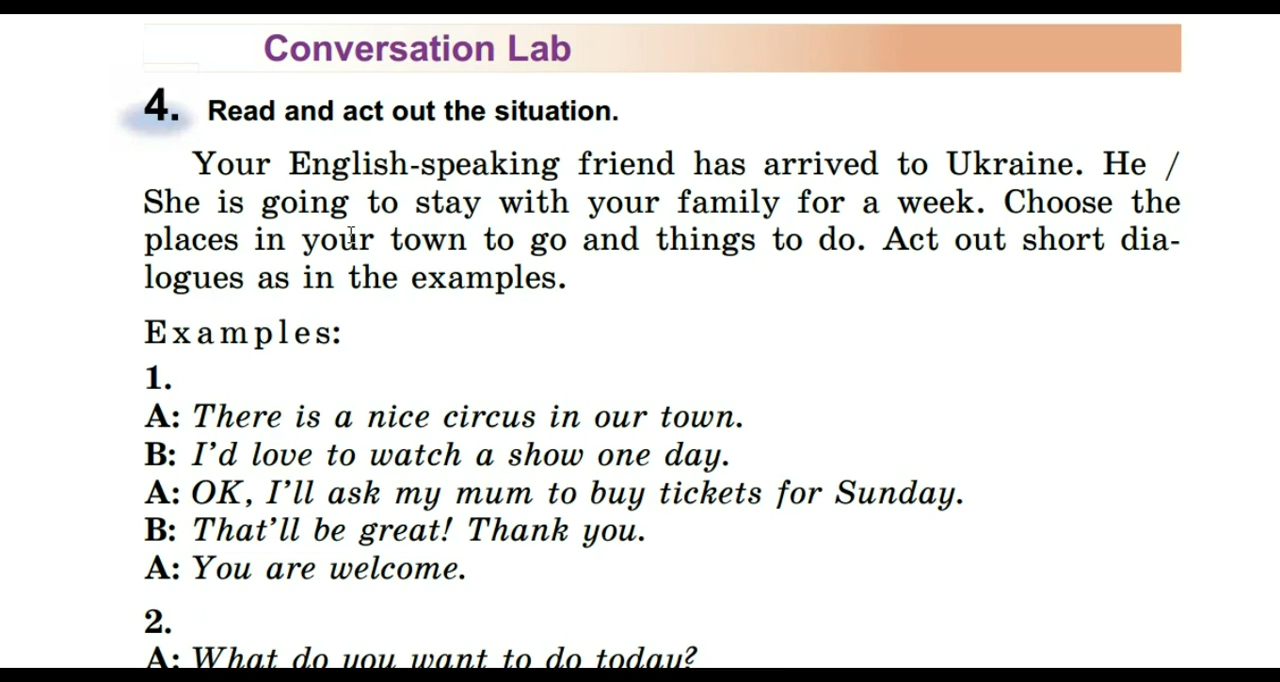 Conversation Lab
4. Read and act out the situation.
Your English-speaking friend has arrived to Ukraine. He /
She is going to stay with your family for a week. Choose the
places in your town to go and things to do. Act out short dia-
logues as in the examples.
Examples:
1.
A: There is a nice circus in our town.
B: I’d love to watch a show one day.
A: OK, I’ll ask my mum to buy tickets for Sunday.
B: That’ll be great! Thank you.
A: You are welcome.
2.
A: What do you want to do today?